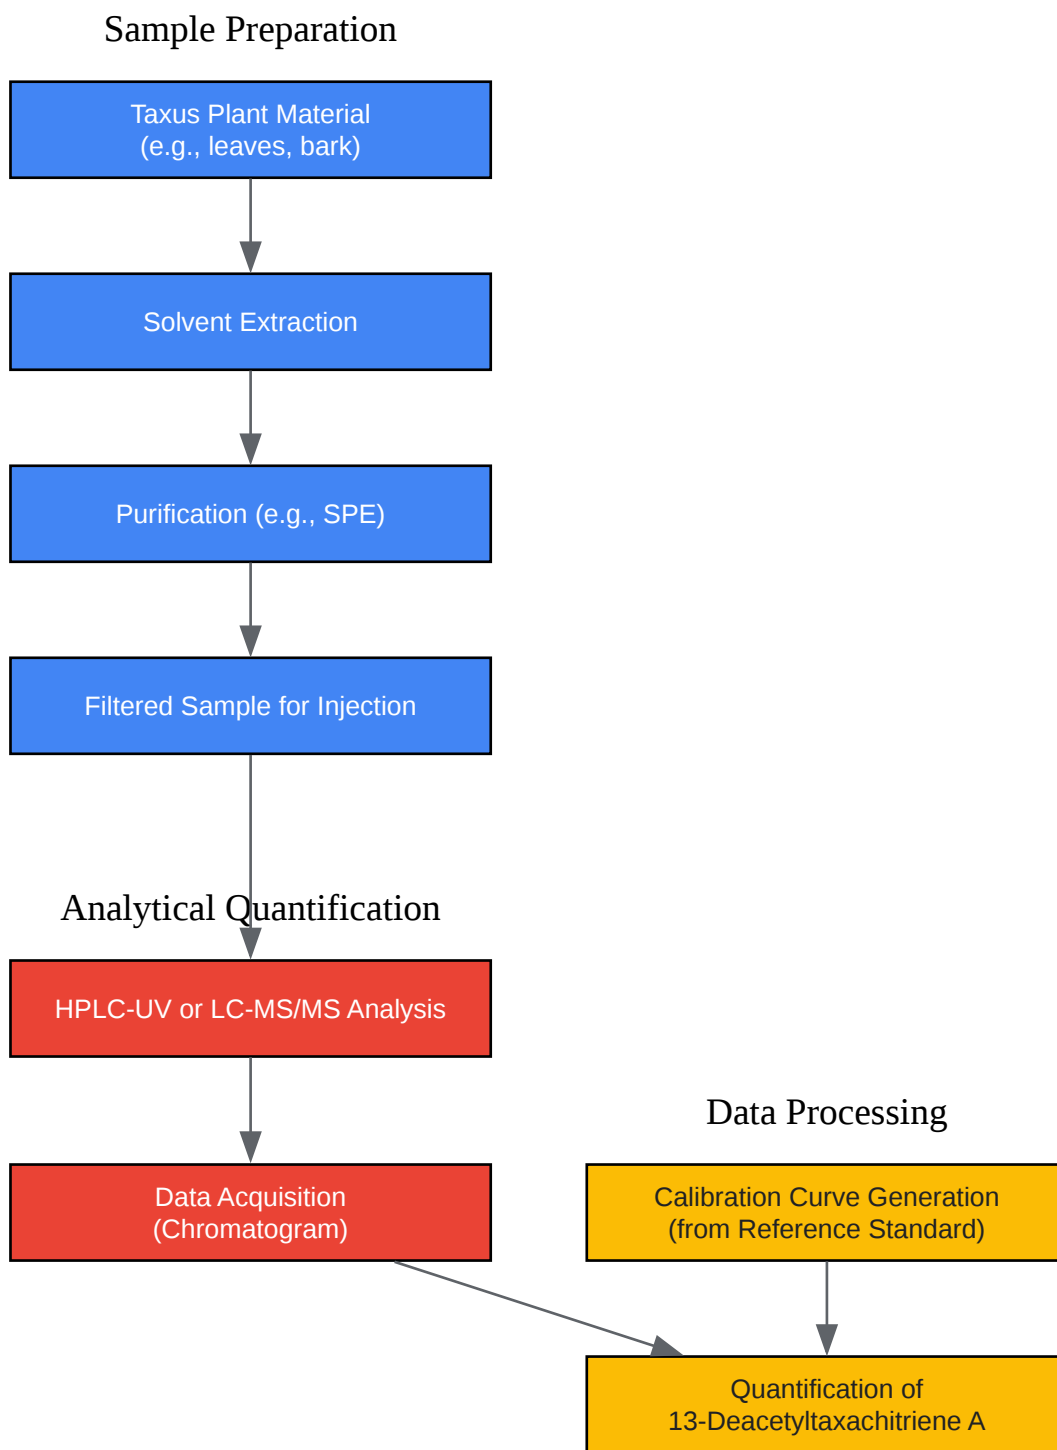 Sample Preparation
Taxus Plant Material
(e.g., leaves, bark)
Solvent Extraction
Purification (e.g., SPE)
Filtered Sample for Injection
Analytical Quantification
HPLC-UV or LC-MS/MS Analysis
Data Acquisition
(Chromatogram)
Data Processing
Calibration Curve Generation
(from Reference Standard)
Quantification of
13-Deacetyltaxachitriene A